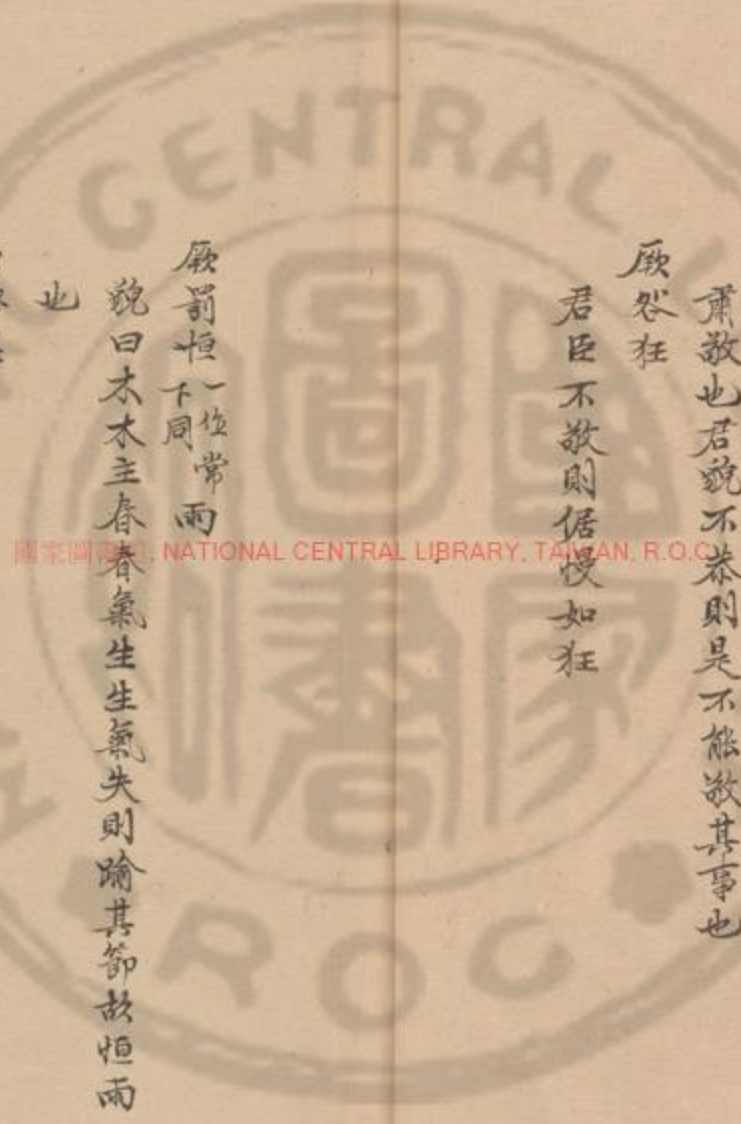 肅敬也君貌不恭則是不能敬其事也
厥咎狂
君臣不敬則倨慢如狂
厥罰恒一作常下同雨
貌曰木木主春春氣生生氣失則踰其節故恒雨
也
CENTRAL L
圖書
國家
ROC
NATIONAL CENTRAL LIBRARY, TAIWAN, R.O.C